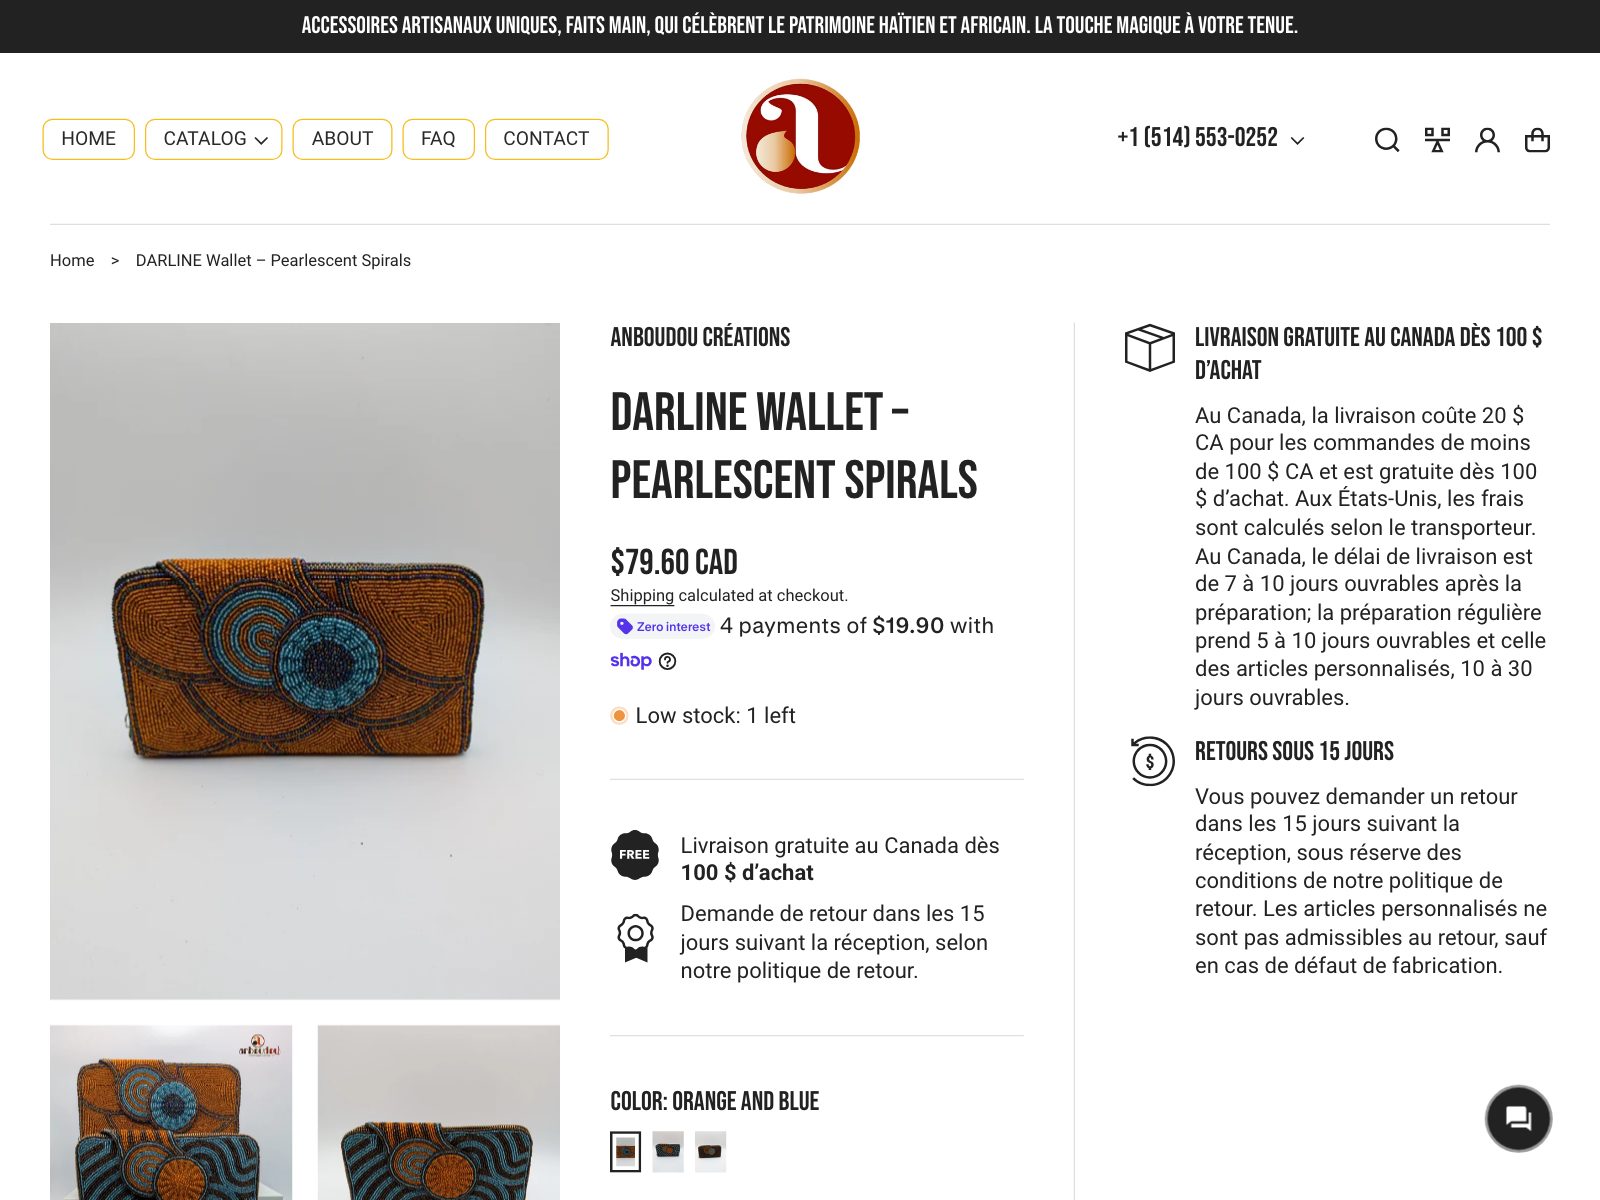 ACCESSOIRES ARTISANAUX UNIQUES, FAITS MAIN, QUI CÉLÈBRENT LE PATRIMOINE HAÏTIEN ET AFRICAIN. LA TOUCHE MAGIQUE À VOTRE TENUE.
HOME
CATALOG
ABOUT
FAQ
CONTACT
a
+1 (514) 553-0252
Home > DARLINE Wallet – Pearlescent Spirals
ANBOUDOU CRÉATIONS
DARLINE WALLET –
PEARLESCENT SPIRALS
$79.60 CAD
Shipping calculated at checkout.
Zero interest 4 payments of $19.90 with
shop ?
Low stock: 1 left
FREE
Livraison gratuite au Canada dès
100 $ d’achat
Demande de retour dans les 15
jours suivant la réception, selon
notre politique de retour.
COLOR: ORANGE AND BLUE
LIVRAISON GRATUITE AU CANADA DÈS 100 $
D’ACHAT
Au Canada, la livraison coûte 20 $
CA pour les commandes de moins
de 100 $ CA et est gratuite dès 100
$ d’achat. Aux États-Unis, les frais
sont calculés selon le transporteur.
Au Canada, le délai de livraison est
de 7 à 10 jours ouvrables après la
préparation; la préparation régulière
prend 5 à 10 jours ouvrables et celle
des articles personnalisés, 10 à 30
jours ouvrables.
$
RETOURS SOUS 15 JOURS
Vous pouvez demander un retour
dans les 15 jours suivant la
réception, sous réserve des
conditions de notre politique de
retour. Les articles personnalisés ne
sont pas admissibles au retour, sauf
en cas de défaut de fabrication.
anboudou